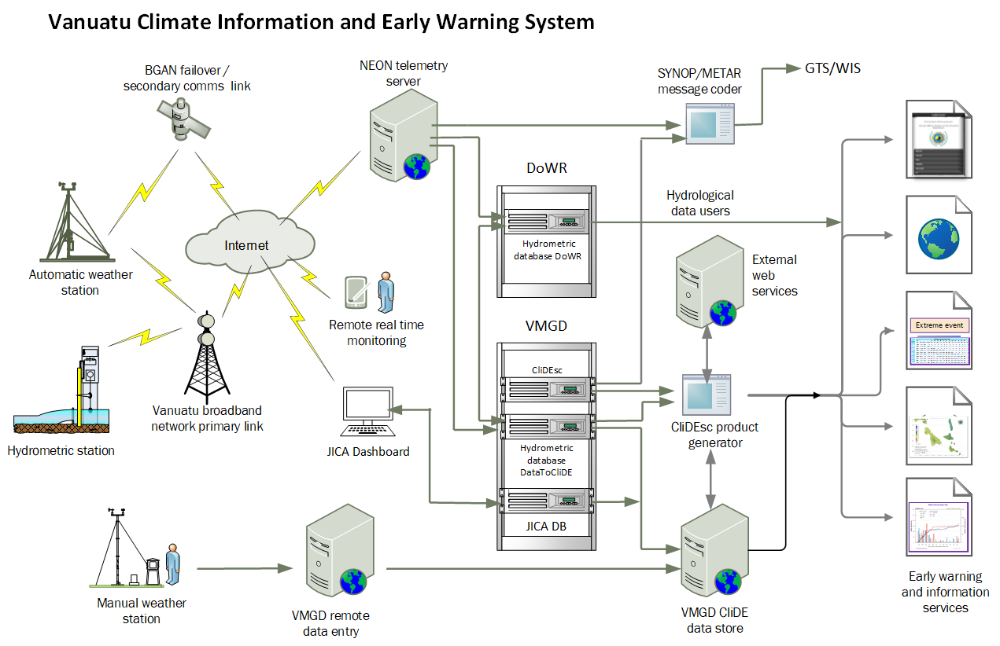 Vanuatu Climate Information and Early Warning System
BGAN failover /
secondary comms link
NEON telemetry
server
SYNOP/METAR
message coder
GTS/WIS
Automatic weather
station
Internet
DoWR
Hydrometric
database DoWR
Hydrological
data users
External
web
services
Remote real time
monitoring
VMGD
CliDEsc
Extreme event
Hydrometric station
Vanuatu broadband
network primary link
JICA Dashboard
Hydrometric
database
DataToCliDE
CliDEsc product
generator
JICA DB
Manual weather
station
VMGD remote
data entry
VMGD CliDE
data store
Early warning
and information
services